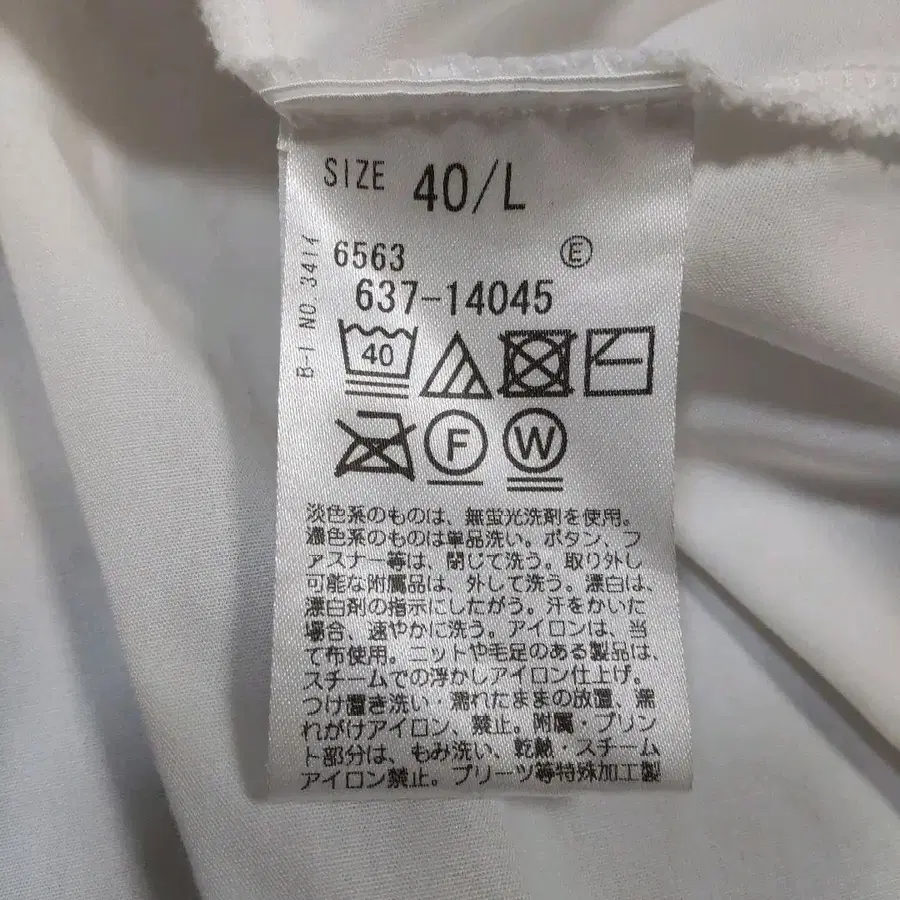 SIZE 40/L
B-I NO. 3414
6563 Ⓔ
637-14045
40
F W
淡色系のものは、無蛍光洗剤を使用。
濃色系のものは単品洗い。ボタン、フ
ァスナー等は、閉じて洗う。取り外し
可能な附属品は、外して洗う。漂白は、
漂白剤の指示にしたがう。汗をかいた
場合、速やかに洗う。アイロンは、当
て布使用。ニットや毛足のある製品は、
スチームでの浮かしアイロン仕上げ。
つけ置き洗い・濡れたままの放置、濡
れがけアイロン、禁止。附属・プリン
ト部分は、もみ洗い、乾熱・スチーム
アイロン禁止。プリーツ等特殊加工製